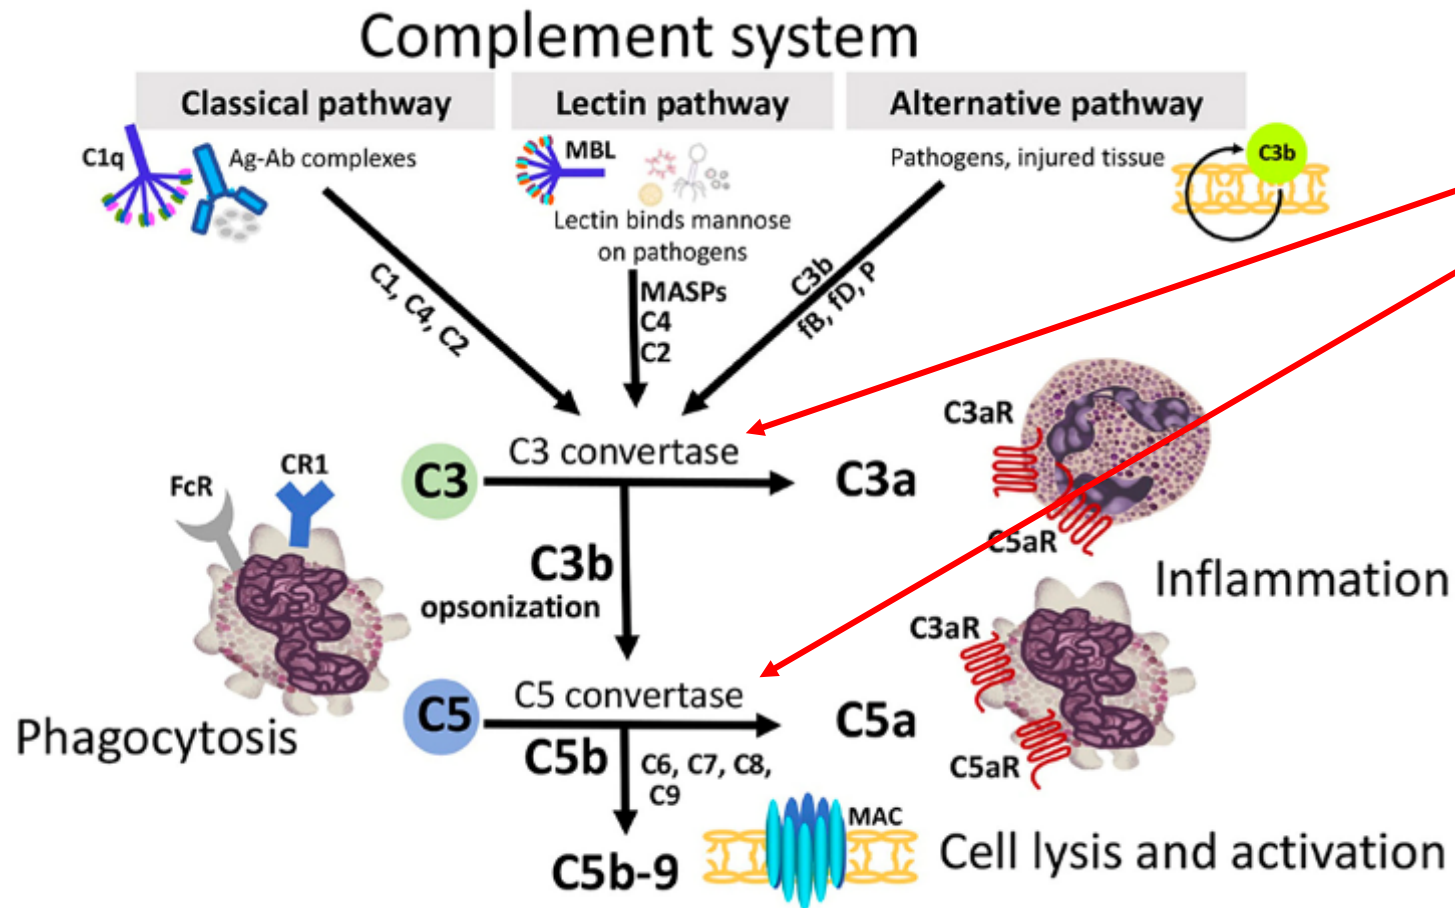 Complement system
Classical pathway
Lectin pathway
Alternative pathway
C1q
Ag-Ab complexes
MBL
Lectin binds mannose
on pathogens
Pathogens, injured tissue
C3b
C1, C4, C2
MASPs
C4
C2
C3b
fB, fD, P
C3 convertase
C3
C3a
C3aR
C5aR
FcR
CR1
C3b
opsonization
Inflammation
C3aR
C5aR
C5 convertase
C5
C5a
Phagocytosis
C5b
C6, C7, C8,
C9
MAC
C5b-9
Cell lysis and activation